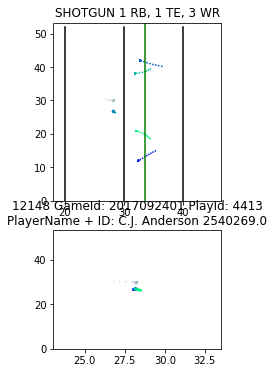 SHOTGUN 1 RB, 1 TE, 3 WR
50
40
30
20
10
0
20 30 40
12148 GameId: 2017092401 PlayId: 4413
PlayerName + ID: C.J. Anderson 2540269.0
40
20
0
25.0 27.5 30.0 32.5